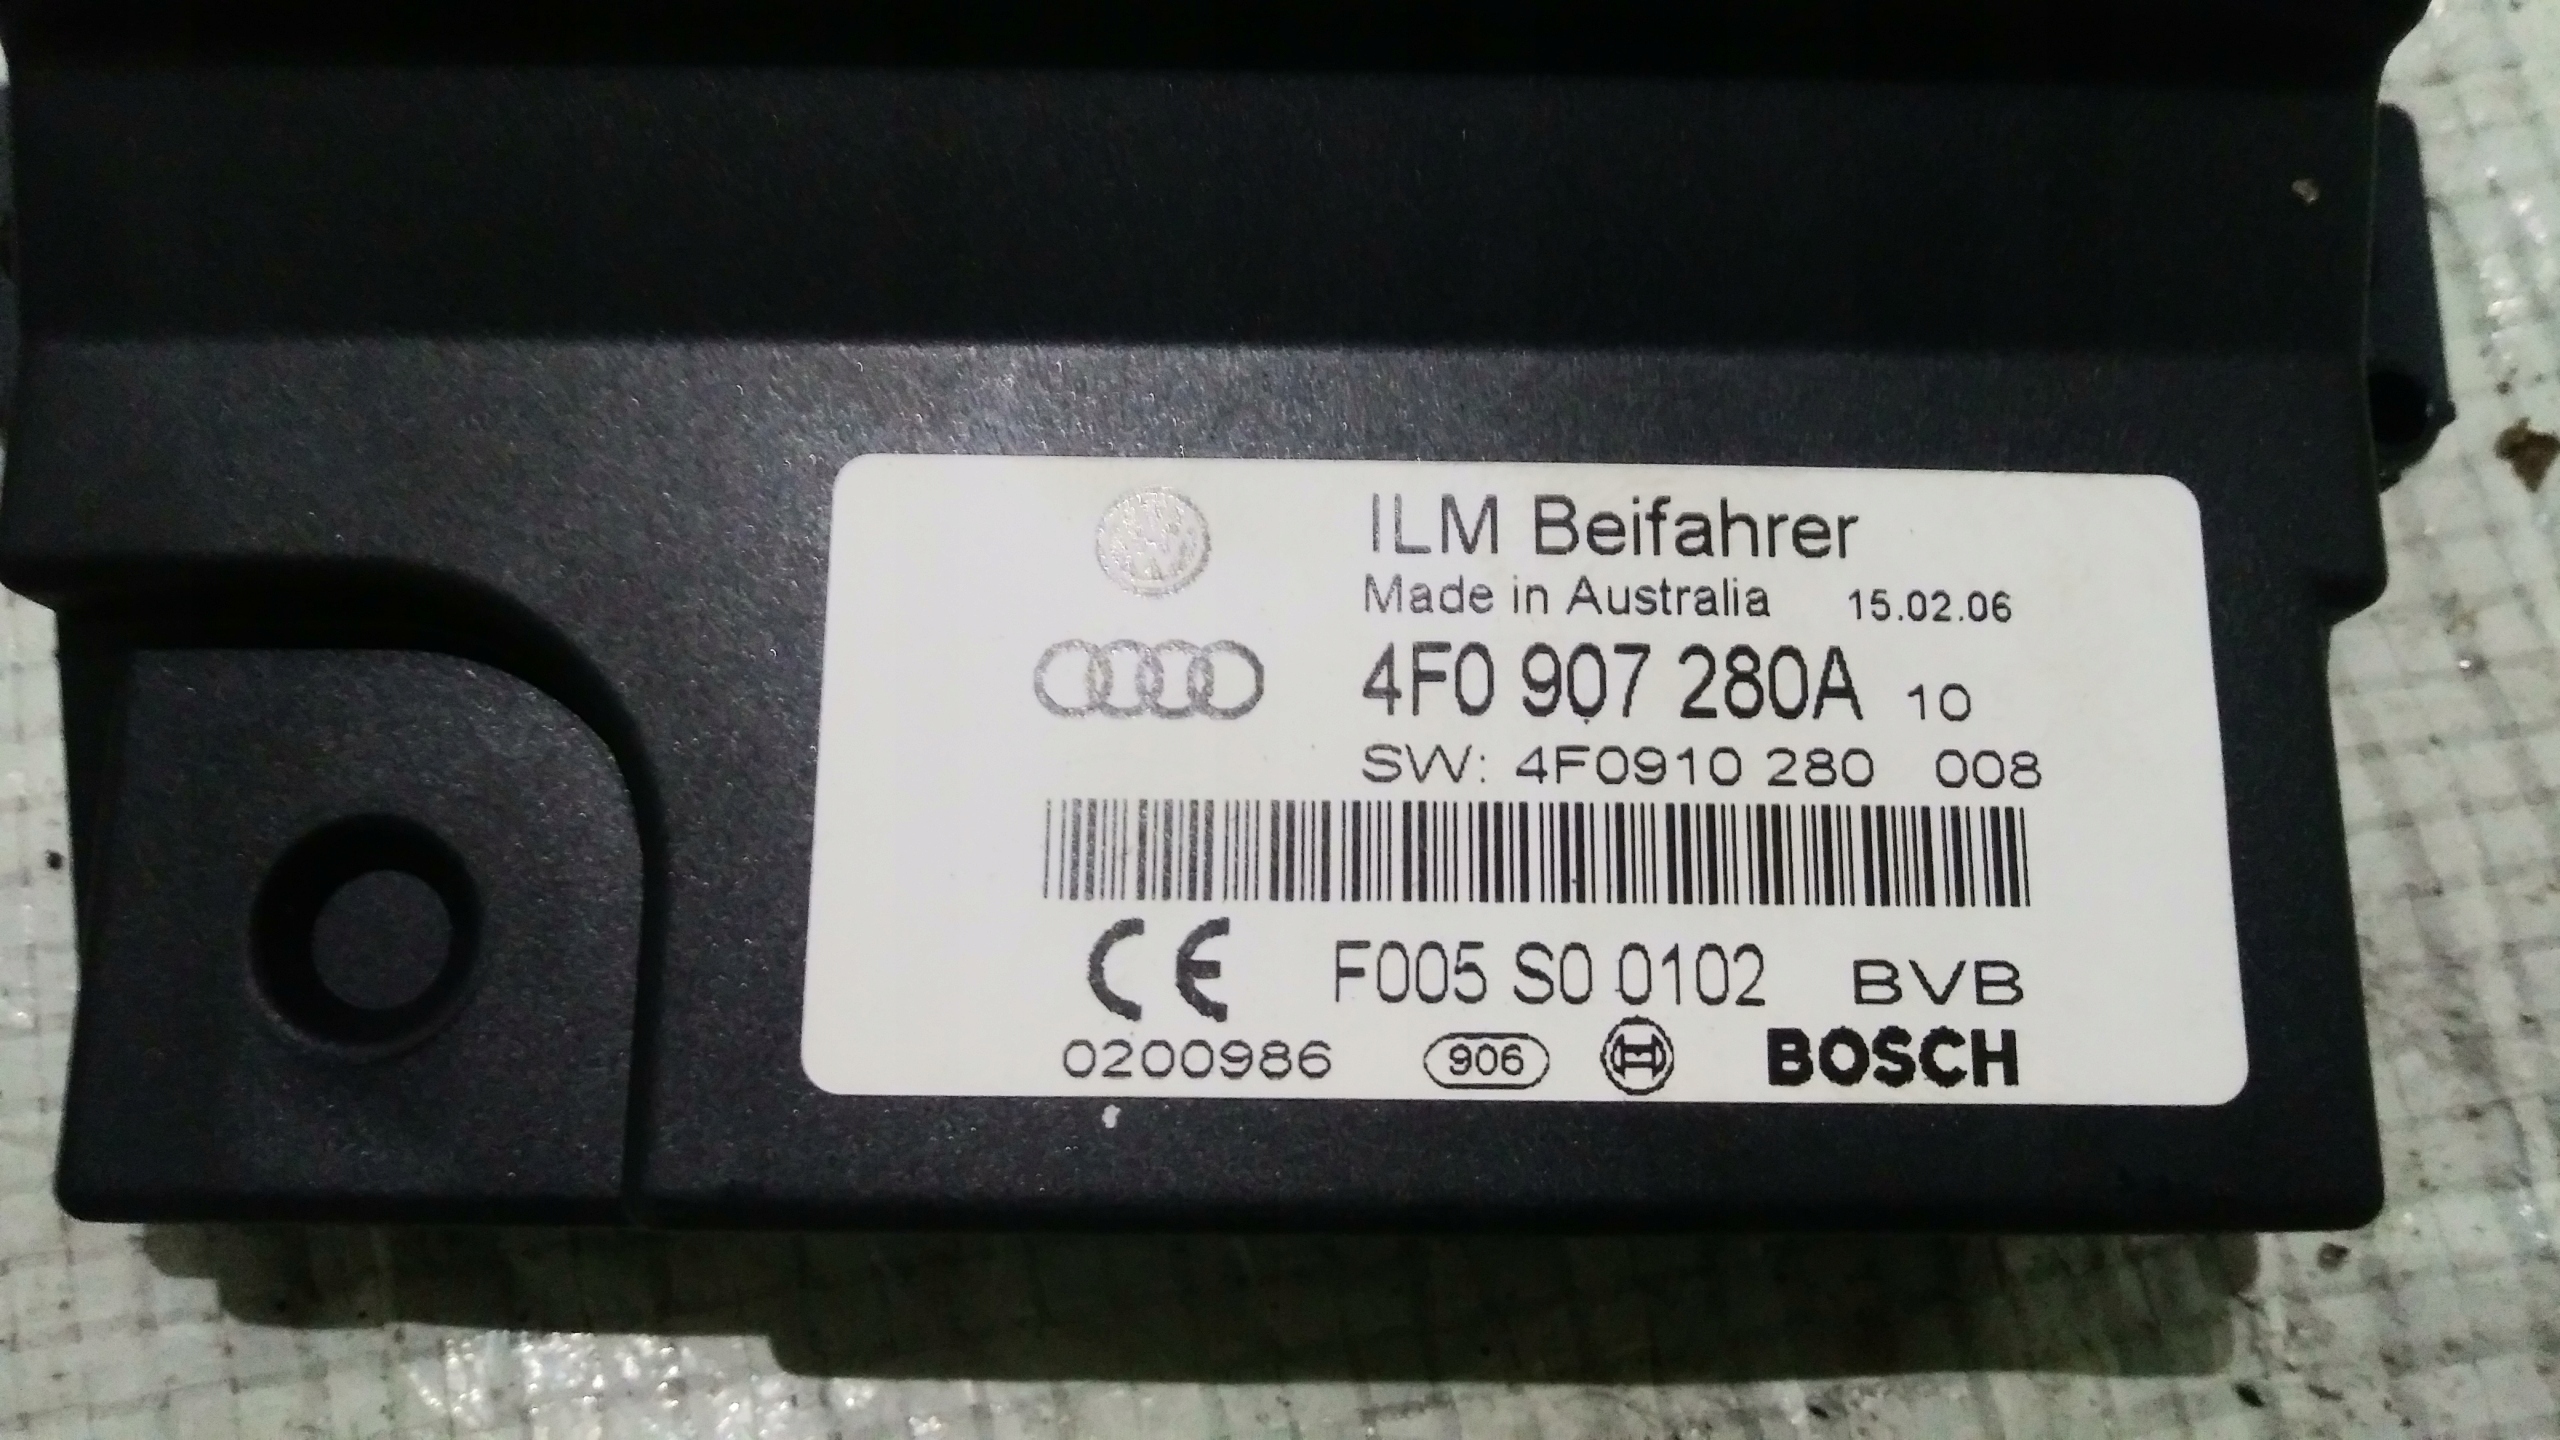 ILM Beifahrer
Made in Australia 15.02.06
4F0 907 280A 10
SW: 4F0910 280 008
CE F005 S0 0102 BVB
0200986 906 BOSCH